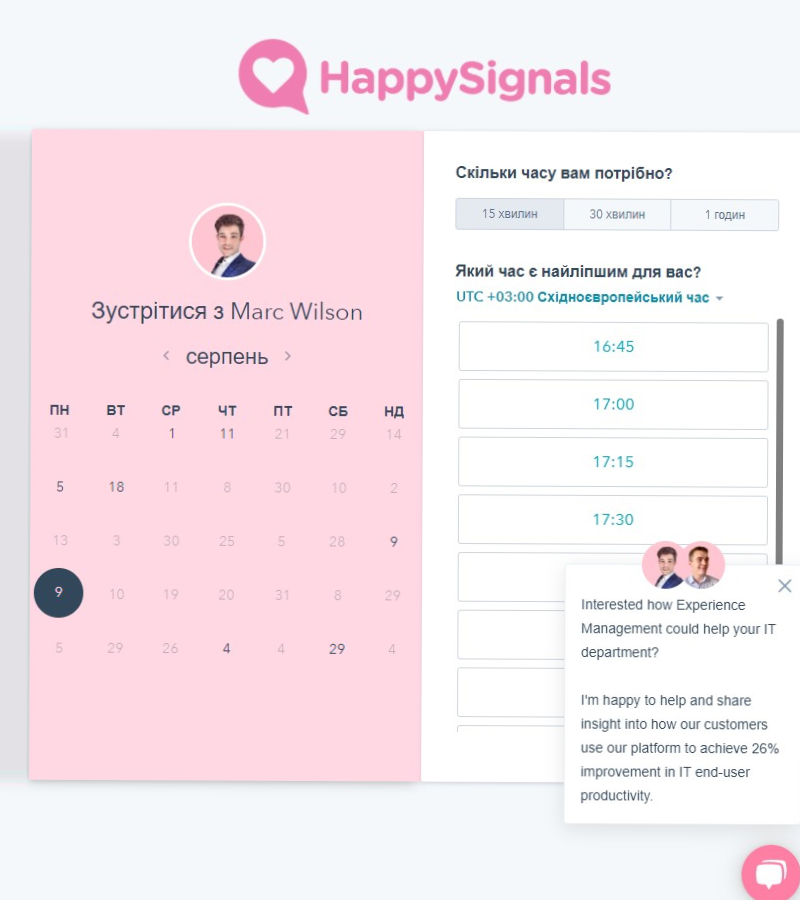 HappySignals
Зустрітися з Marc Wilson
серпень
ПН ВТ СР ЧТ ПТ СБ НД
31 4 1 11 21 29 14
5 18 11 8 30 10 2
13 3 30 25 5 28 9
9 10 19 20 31 8 29
5 29 26 4 4 29 4
Скільки часу вам потрібно?
15 хвилин 30 хвилин 1 годин
Який час є найліпшим для вас?
UTC +03:00 Східноєвропейський час
16:45
17:00
17:15
17:30
Interested how Experience
Management could help your IT
department?
I'm happy to help and share
insight into how our customers
use our platform to achieve 26%
improvement in IT end-user
productivity.